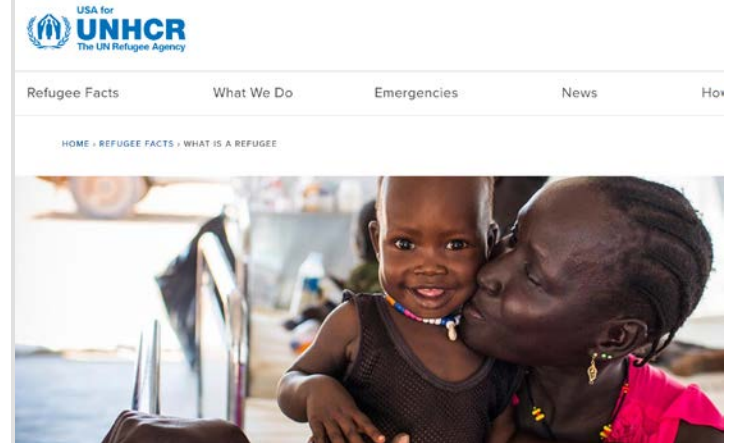 USA for
UNHCR
The UN Refugee Agency
Refugee Facts What We Do Emergencies News
HOME › REFUGEE FACTS › WHAT IS A REFUGEE